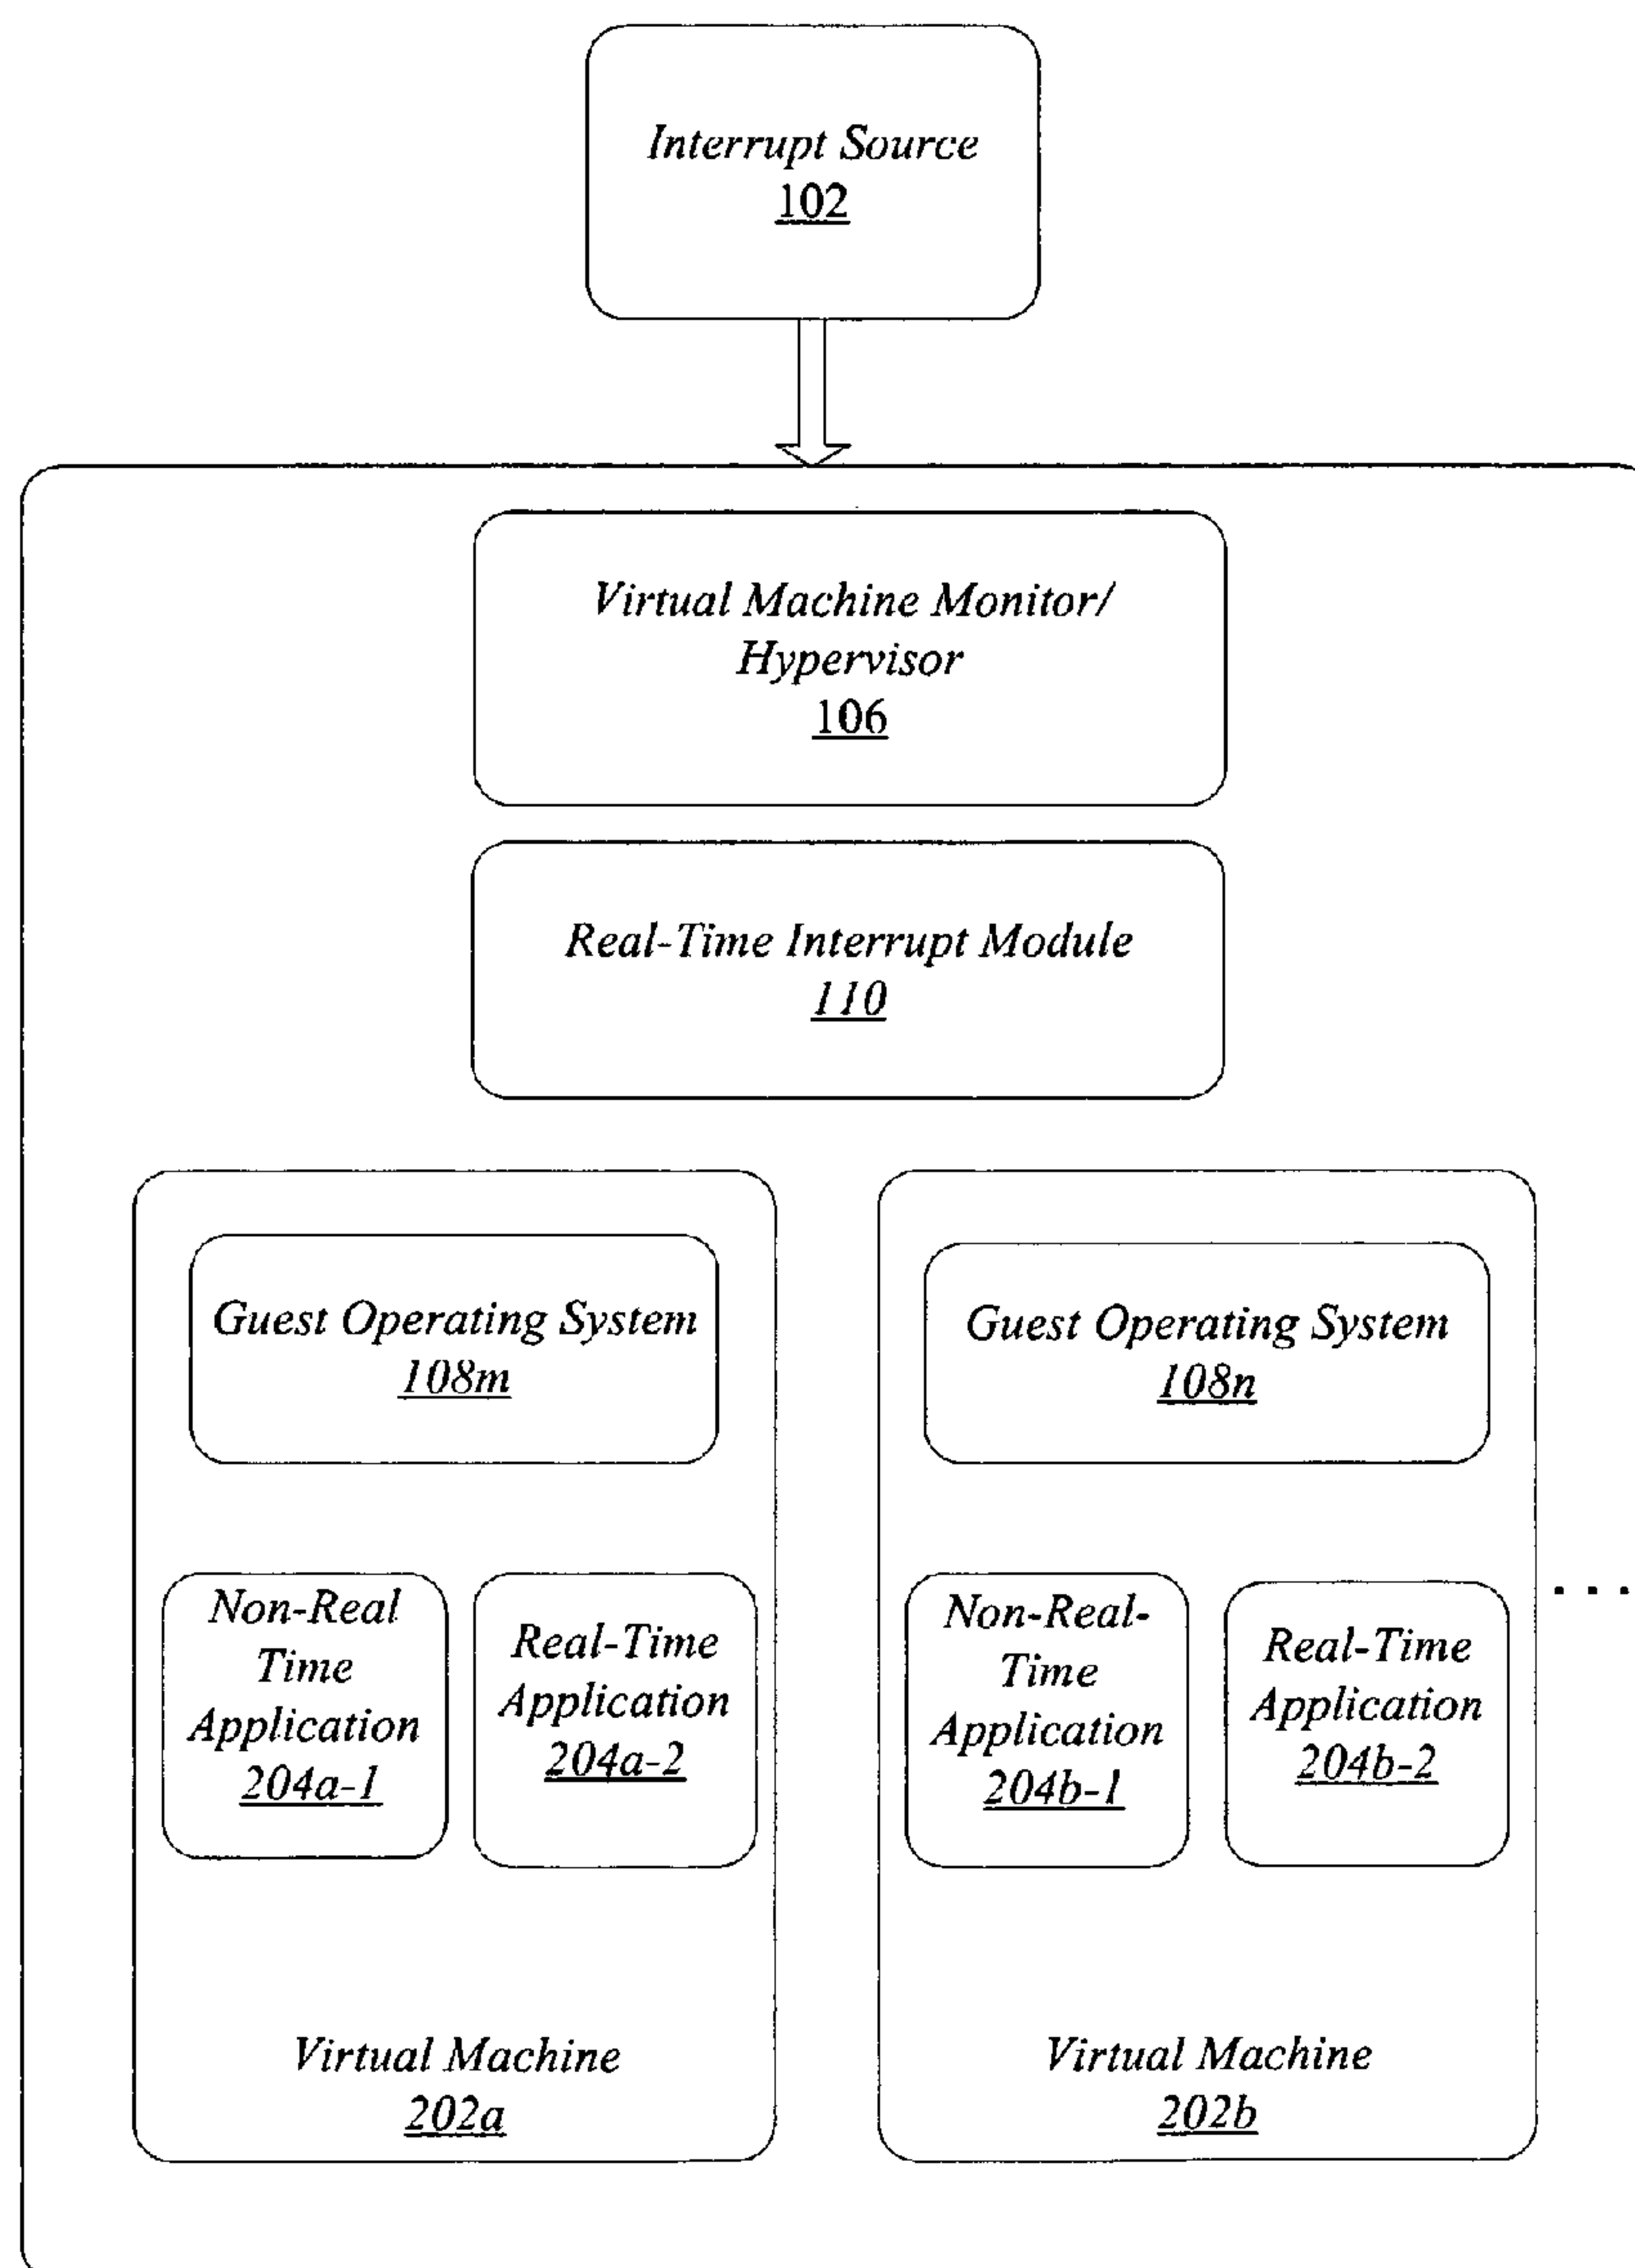 Interrupt Source
102
Virtual Machine Monitor/
Hypervisor
106
Real-Time Interrupt Module
110
Guest Operating System
108m
Non-Real
Time
Application
204a-1
Real-Time
Application
204a-2
Virtual Machine
202a
Guest Operating System
108n
Non-Real-
Time
Application
204b-1
Real-Time
Application
204b-2
Virtual Machine
202b
...